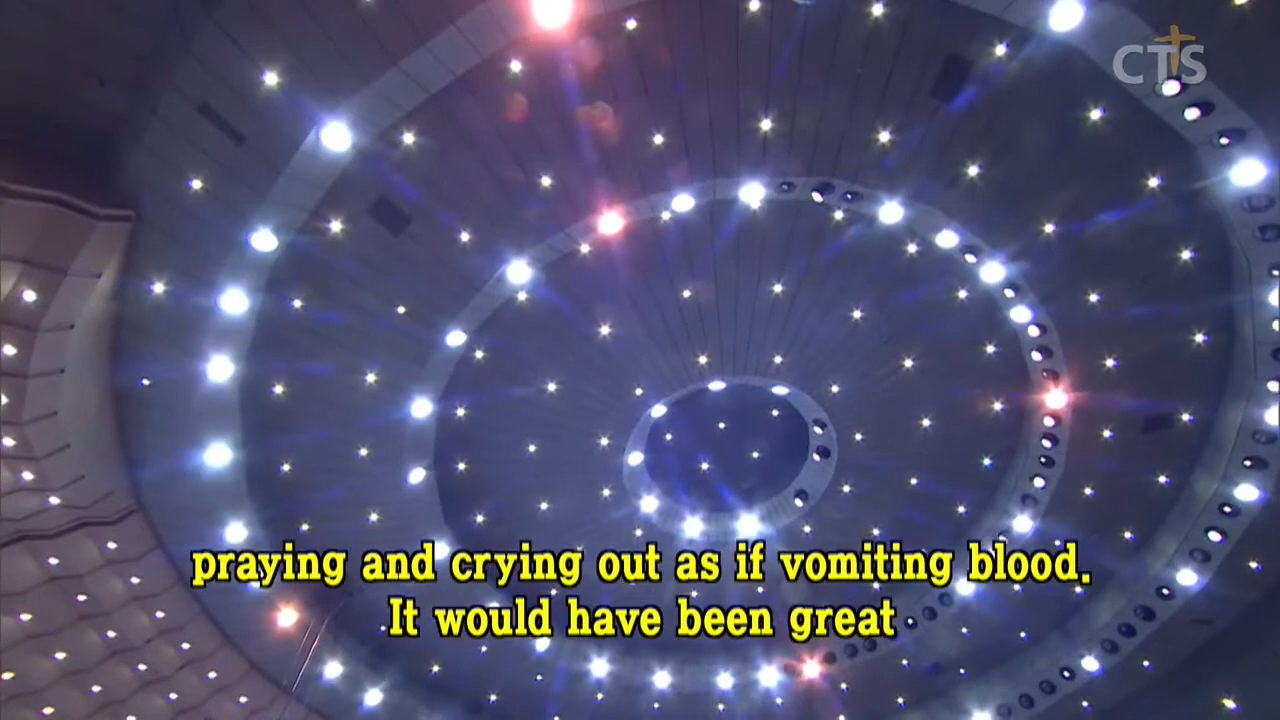 CTS
praying and crying out as if vomiting blood.
It would have been great